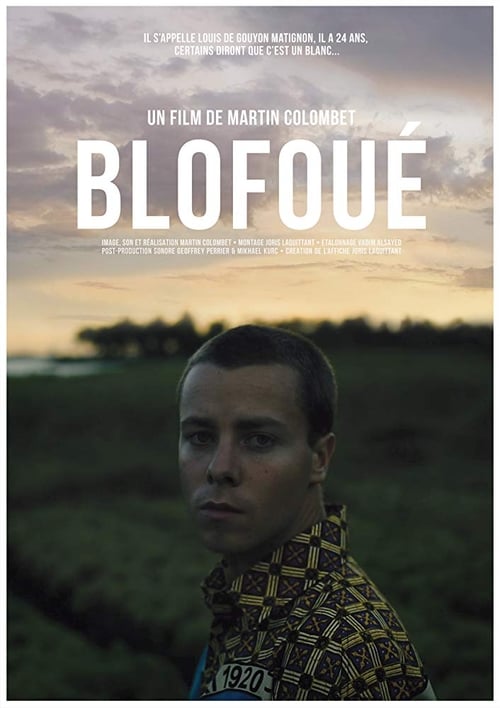 IL S'APPELLE LOUIS DE GOUYON MATIGNON, IL A 24 ANS,
CERTAINS DIRONT QUE C'EST UN BLANC...
UN FILM DE MARTIN COLOMBET
BLOFOUÉ
IMAGE, SON ET RÉALISATION MARTIN COLOMBET • MONTAGE JORIS LAQUITTANT • ETALONNAGE VADIM ALSAYED
POST-PRODUCTION SONORE GEOFFREY PERRIER & MIKHAEL KURC • CREATION DE L'AFFICHE JORIS LAQUITTANT
1920